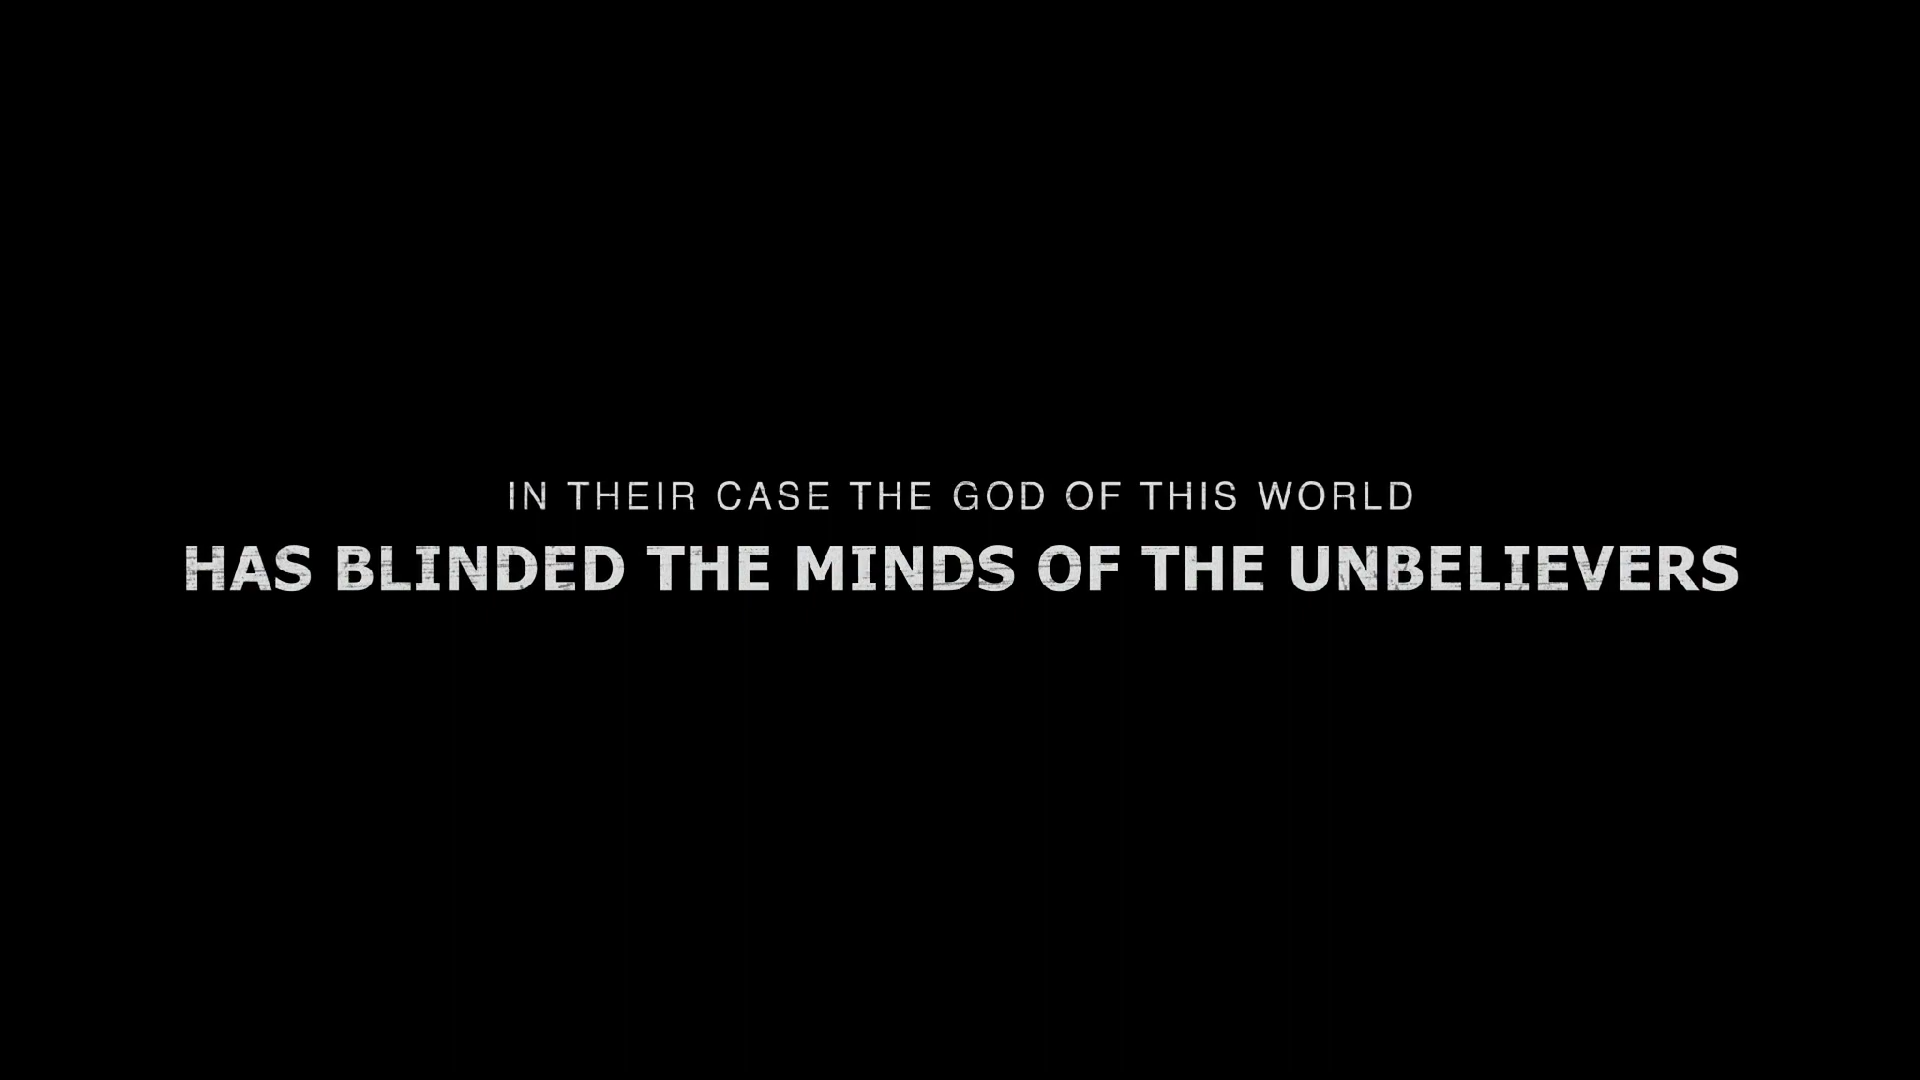 IN THEIR CASE THE GOD OF THIS WORLD
HAS BLINDED THE MINDS OF THE UNBELIEVERS